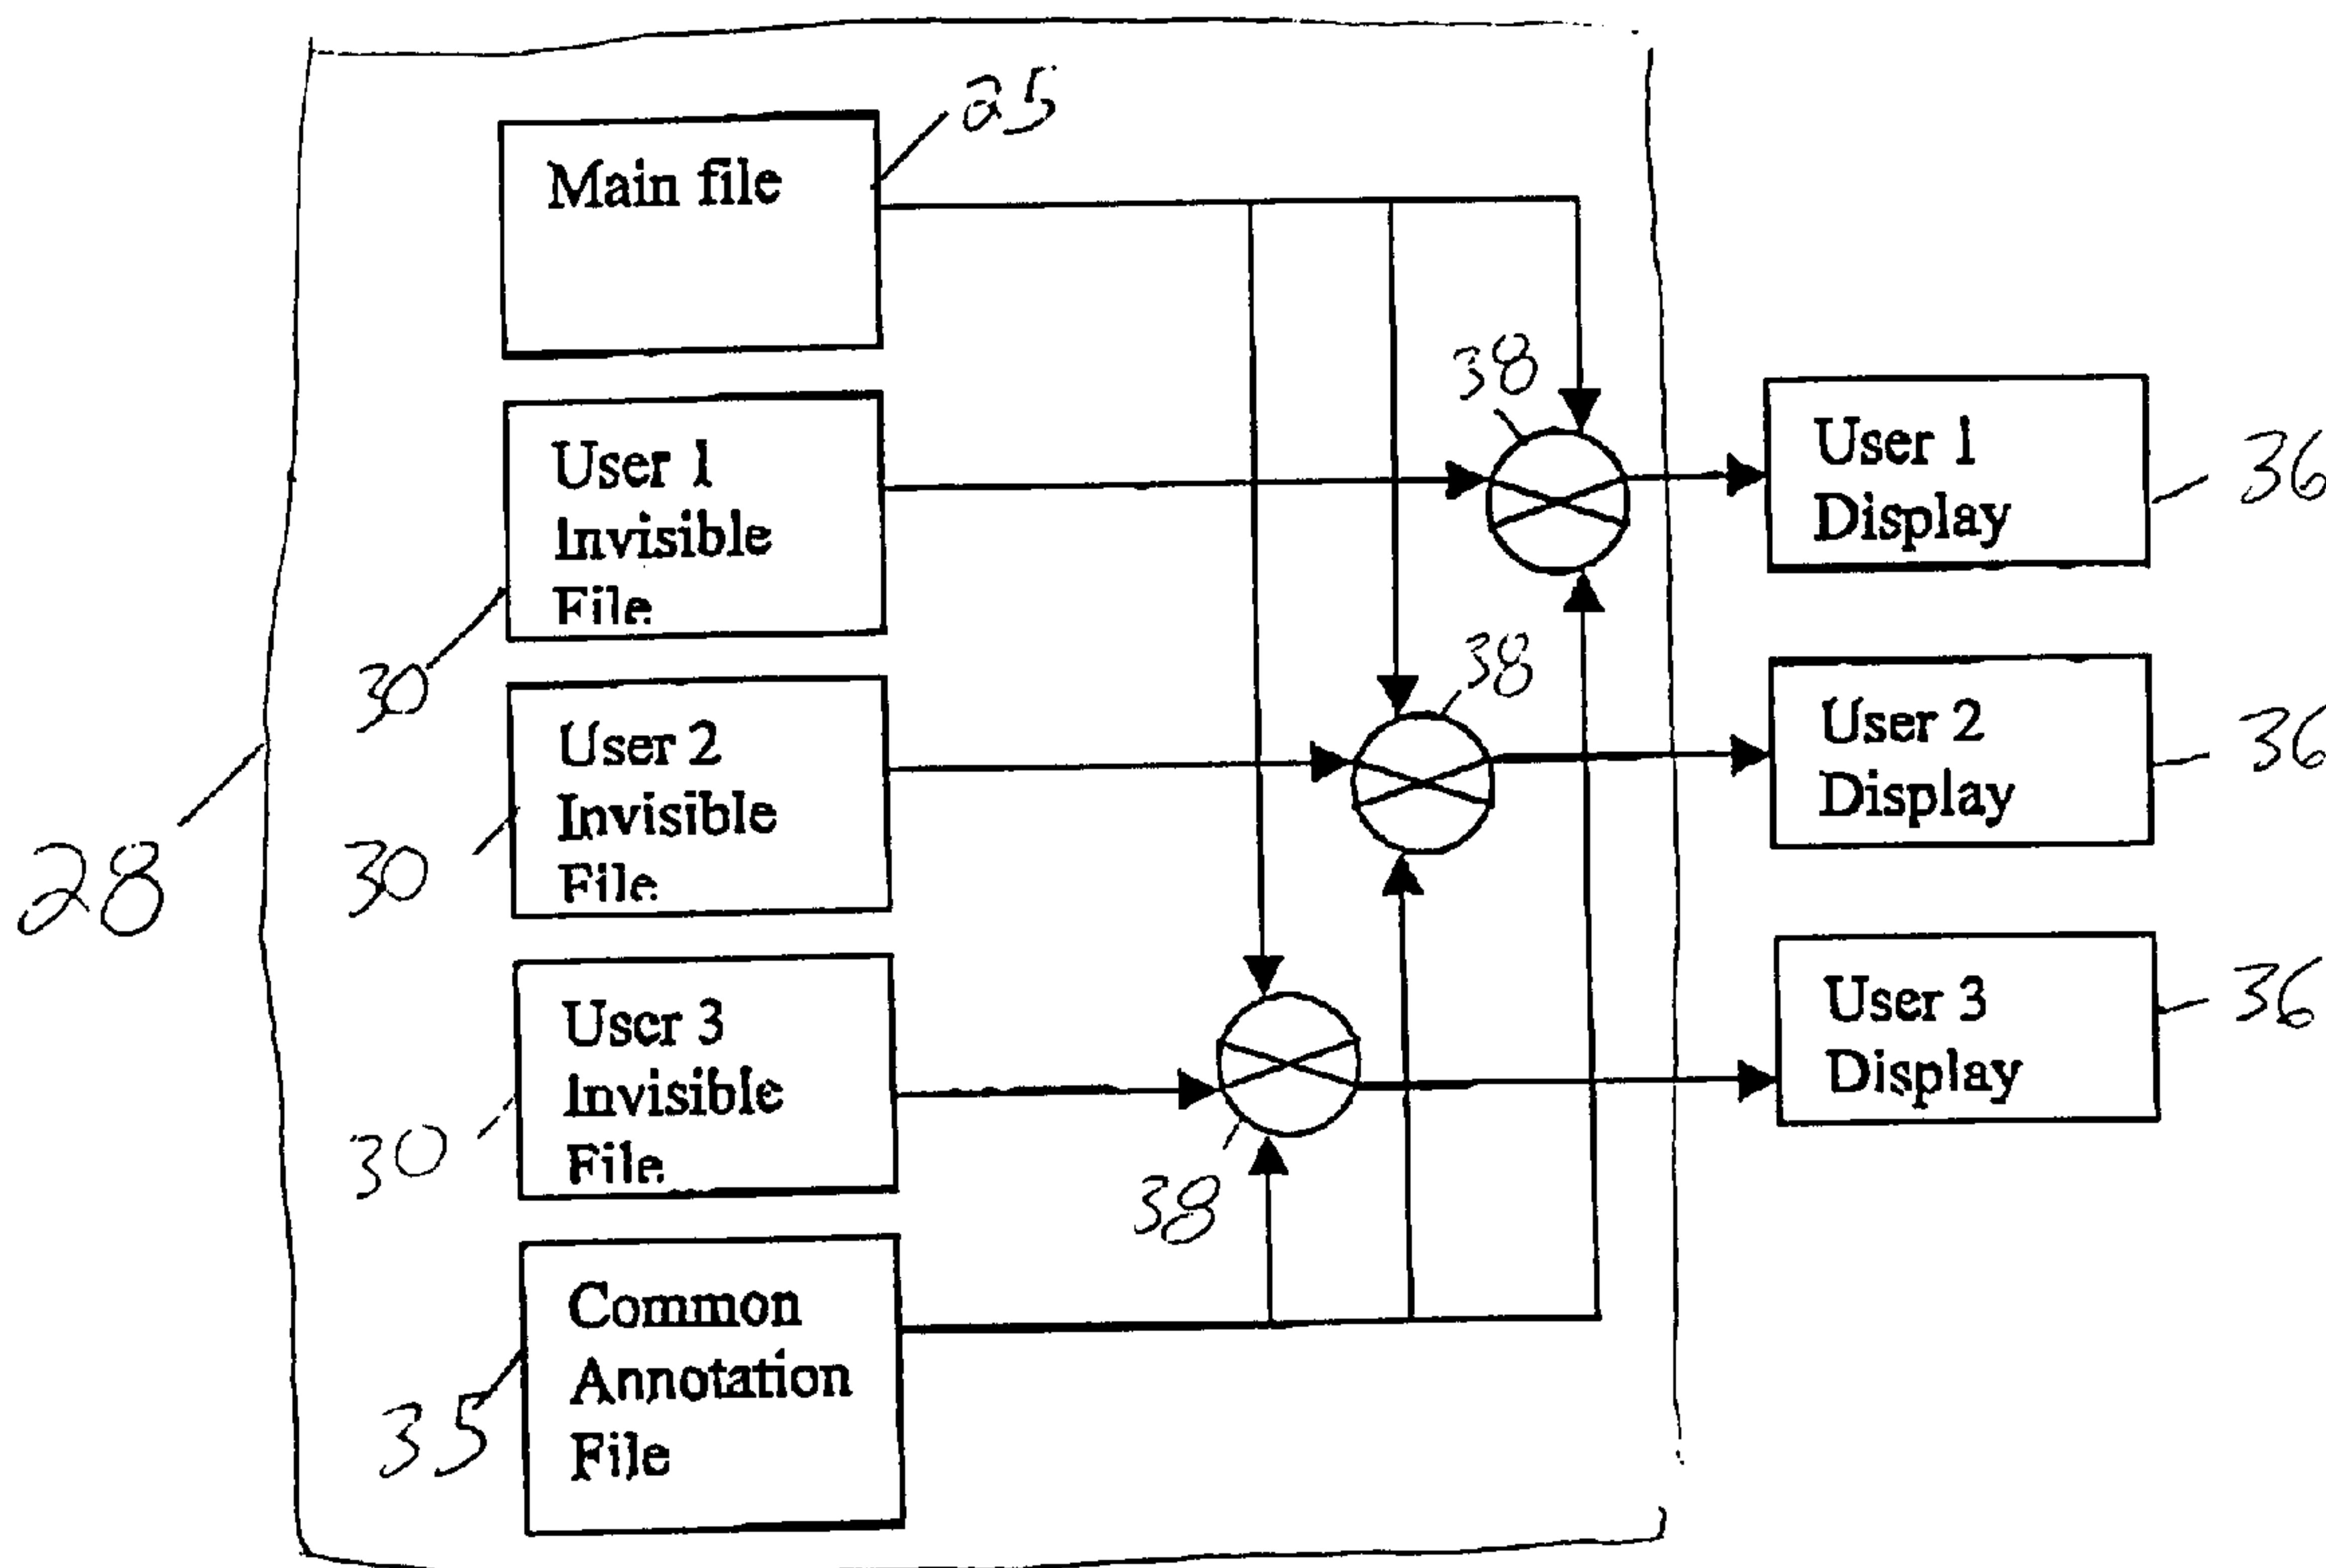 25
Main file
38
User 1
Invisible
File
User 1
Display
36
30
38
User 2
Invisible
File
User 2
Display
36
28
30
User 3
Invisible
File
User 3
Display
36
30
38
Common
Annotation
File
35